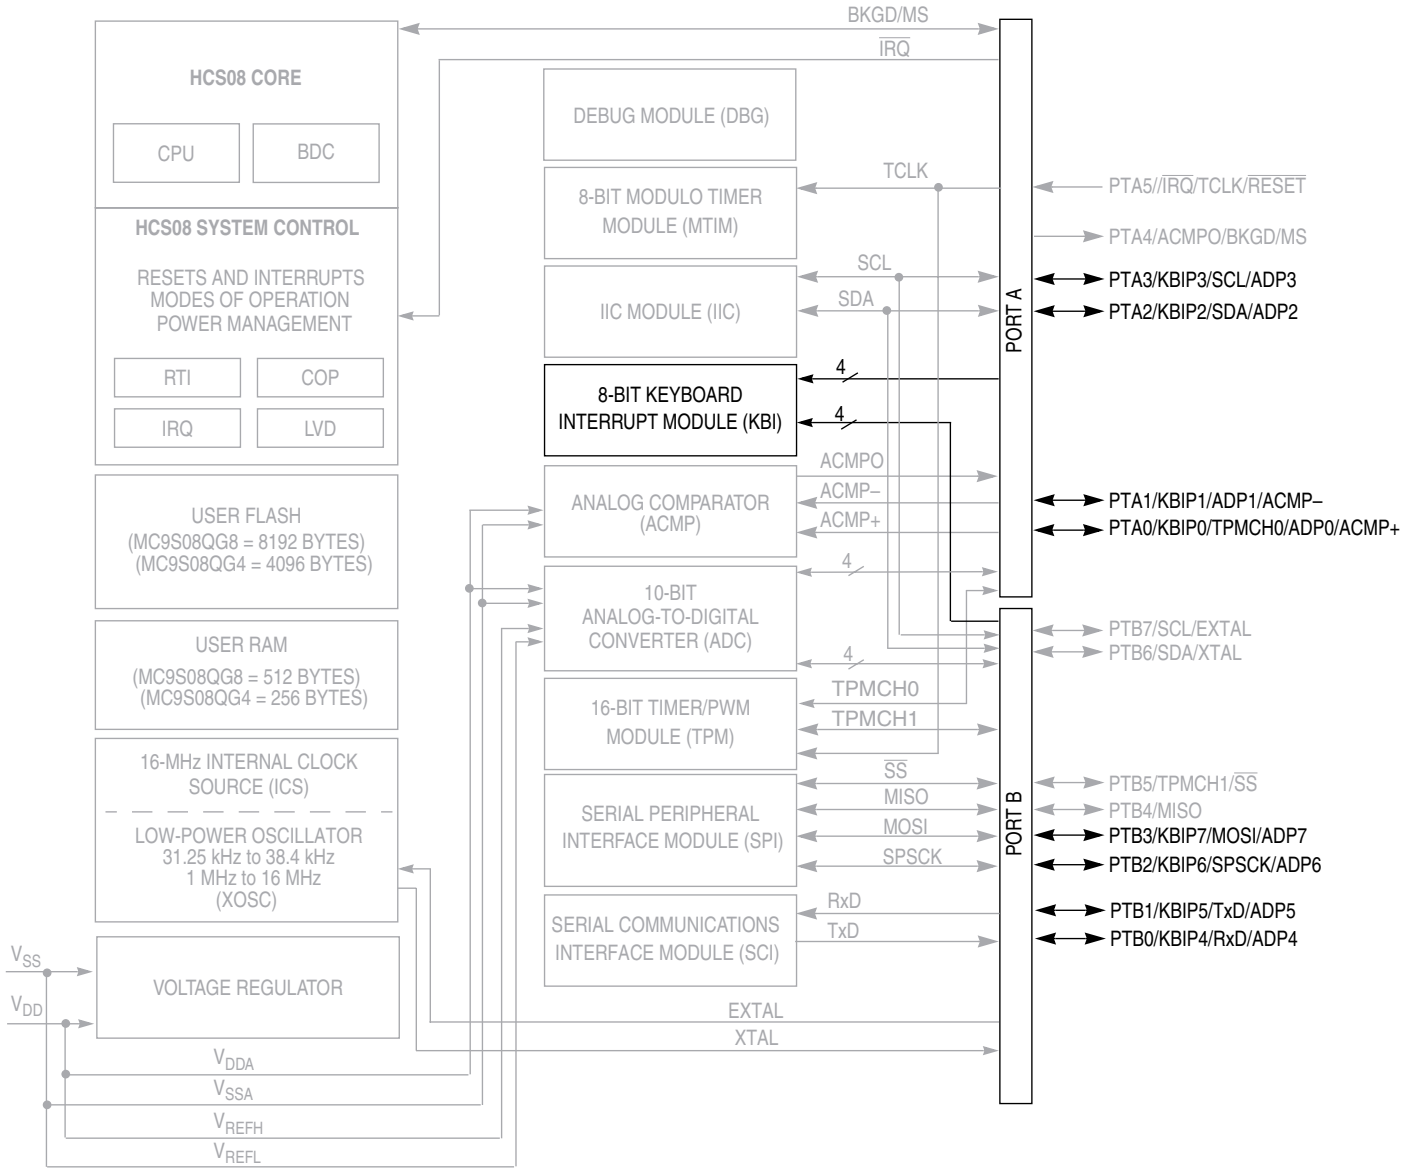 BKGD/MS
IRQ
HCS08 CORE
CPU
BDC
HCS08 SYSTEM CONTROL
RESETS AND INTERRUPTS
MODES OF OPERATION
POWER MANAGEMENT
RTI
COP
IRQ
LVD
USER FLASH
(MC9S08QG8 = 8192 BYTES)
(MC9S08QG4 = 4096 BYTES)
USER RAM
(MC9S08QG8 = 512 BYTES)
(MC9S08QG4 = 256 BYTES)
16-MHz INTERNAL CLOCK
SOURCE (ICS)
LOW-POWER OSCILLATOR
31.25 kHz to 38.4 kHz
1 MHz to 16 MHz
(XOSC)
VSS
VDD
VOLTAGE REGULATOR
VDDA
VSSA
VREFH
VREFL
DEBUG MODULE (DBG)
8-BIT MODULO TIMER
MODULE (MTIM)
TCLK
IIC MODULE (IIC)
SCL
SDA
8-BIT KEYBOARD
INTERRUPT MODULE (KBI)
4
4
ANALOG COMPARATOR
(ACMP)
ACMPO
ACMP–
ACMP+
10-BIT
ANALOG-TO-DIGITAL
CONVERTER (ADC)
4
4
16-BIT TIMER/PWM
MODULE (TPM)
TPMCH0
TPMCH1
SERIAL PERIPHERAL
INTERFACE MODULE (SPI)
SS
MISO
MOSI
SPSCK
SERIAL COMMUNICATIONS
INTERFACE MODULE (SCI)
RxD
TxD
EXTAL
XTAL
PORT A
PTA5//IRQ/TCLK/RESET
PTA4/ACMPO/BKGD/MS
PTA3/KBIP3/SCL/ADP3
PTA2/KBIP2/SDA/ADP2
PTA1/KBIP1/ADP1/ACMP–
PTA0/KBIP0/TPMCH0/ADP0/ACMP+
PORT B
PTB7/SCL/EXTAL
PTB6/SDA/XTAL
PTB5/TPMCH1/SS
PTB4/MISO
PTB3/KBIP7/MOSI/ADP7
PTB2/KBIP6/SPSCK/ADP6
PTB1/KBIP5/TxD/ADP5
PTB0/KBIP4/RxD/ADP4